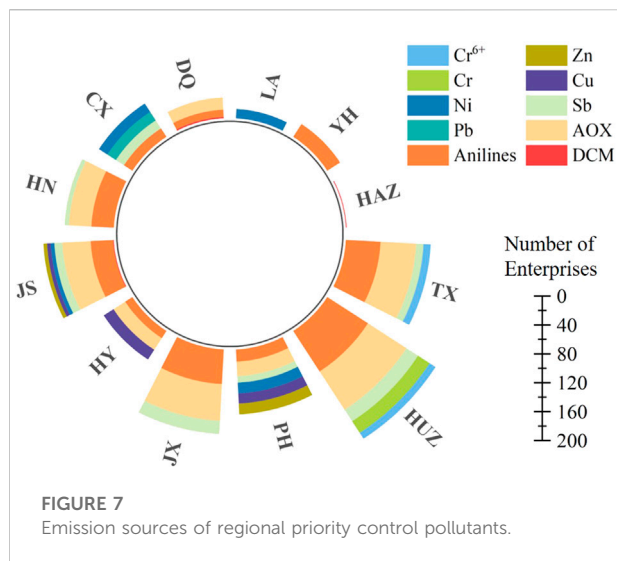 DQ
LA
CX
YH
HN
HAZ
JS
TX
HY
JX
PH
HUZ
Cr6+
Zn
Cr
Cu
Ni
Sb
Pb
AOX
Anilines
DCM
Number of
Enterprises
0
40
80
120
160
200
FIGURE 7
Emission sources of regional priority control pollutants.